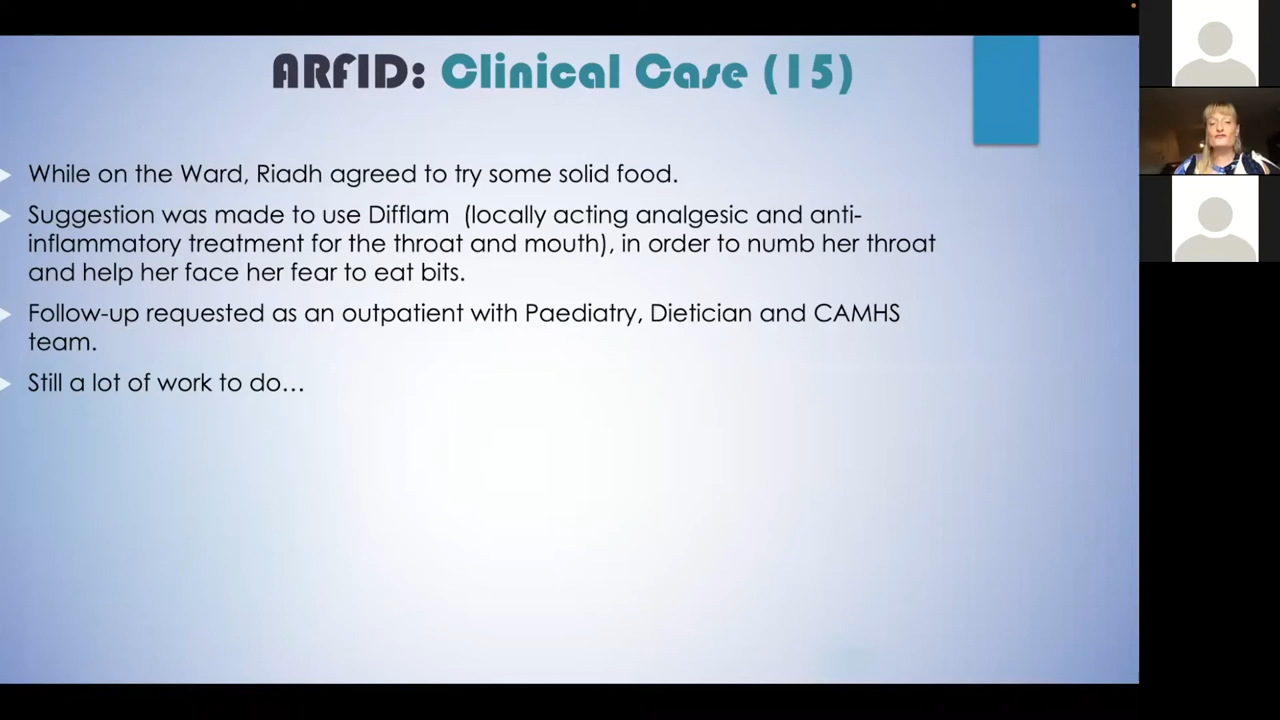 ARFID: Clinical Case (15)
While on the Ward, Riadh agreed to try some solid food.
Suggestion was made to use Difflam (locally acting analgesic and anti-
inflammatory treatment for the throat and mouth), in order to numb her throat
and help her face her fear to eat bits.
Follow-up requested as an outpatient with Paediatry, Dietician and CAMHS
team.
Still a lot of work to do…